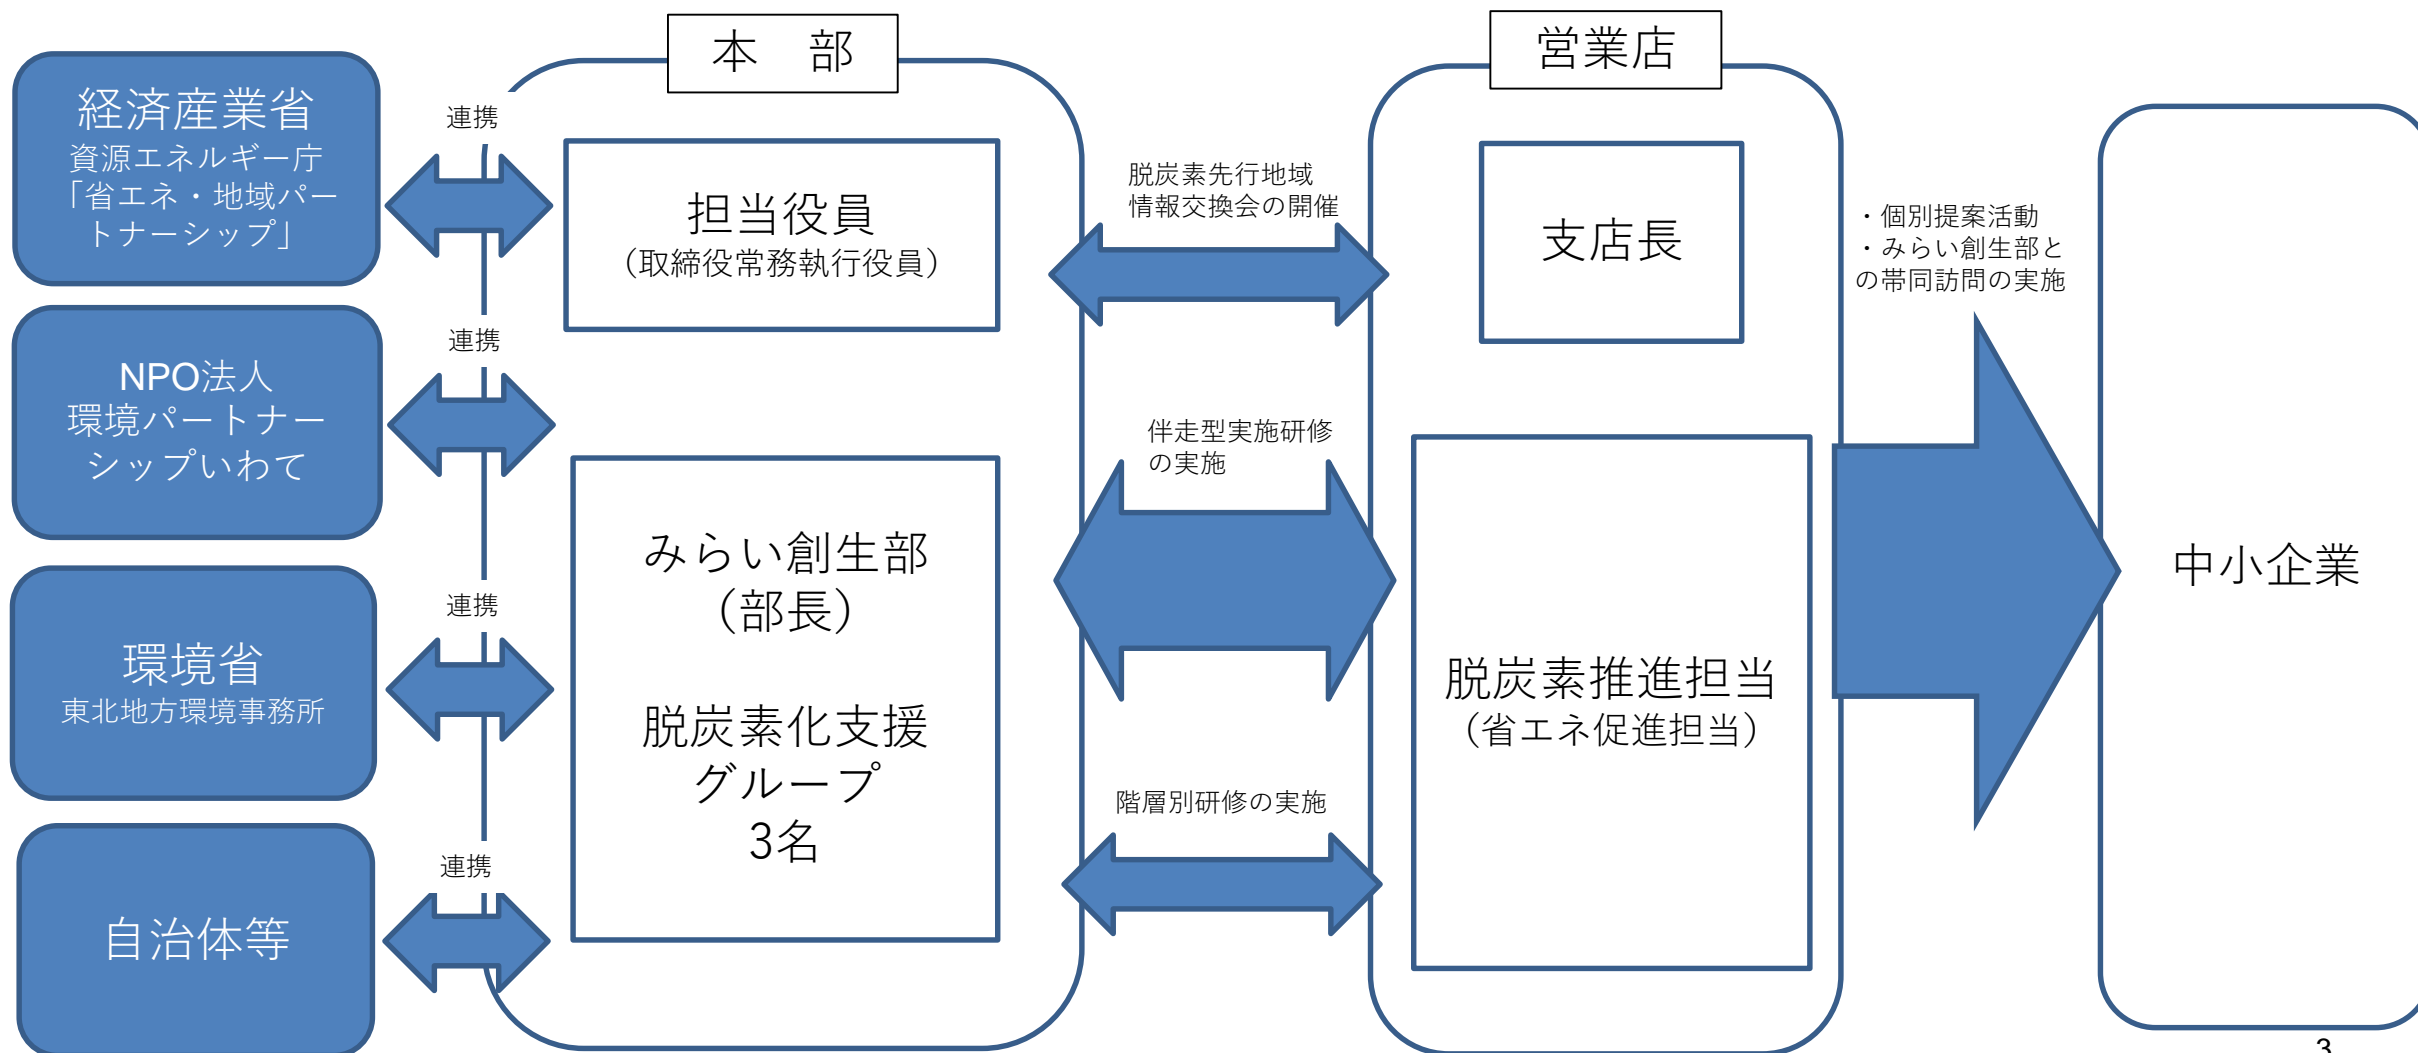 経済産業省
資源エネルギー庁
「省エネ・地域パー
トナーシップ」
NPO法人
環境パートナー
シップいわて
環境省
東北地方環境事務所
自治体等
連携
連携
連携
連携
本　部
担当役員
（取締役常務執行役員）
みらい創生部
（部長）
脱炭素化支援
グループ
3名
脱炭素先行地域
情報交換会の開催
伴走型実施研修
の実施
階層別研修の実施
営業店
支店長
脱炭素推進担当
（省エネ促進担当）
・個別提案活動
・みらい創生部と
の帯同訪問の実施
中小企業
3